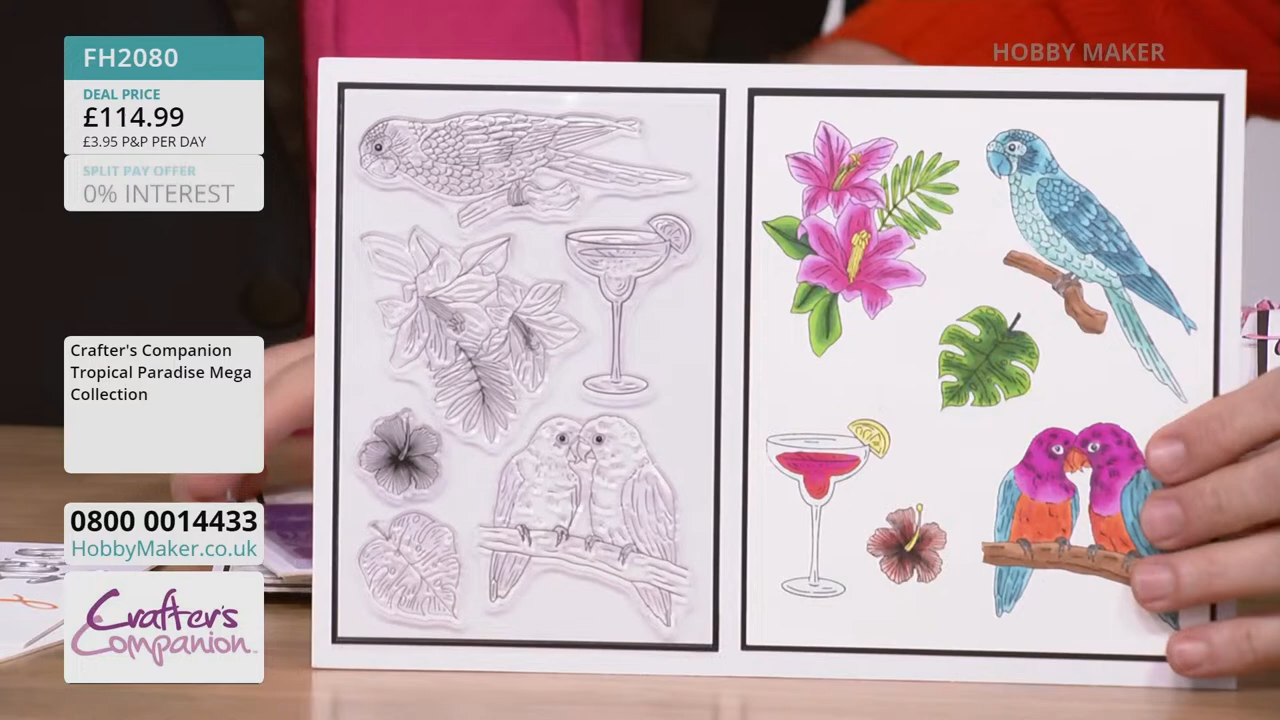 FH2080
DEAL PRICE
£114.99
£3.95 P&P PER DAY
SPLIT PAY OFFER
0% INTEREST
Crafter's Companion
Tropical Paradise Mega
Collection
0800 0014433
HobbyMaker.co.uk
Crafter's
Companion
HOBBY MAKER